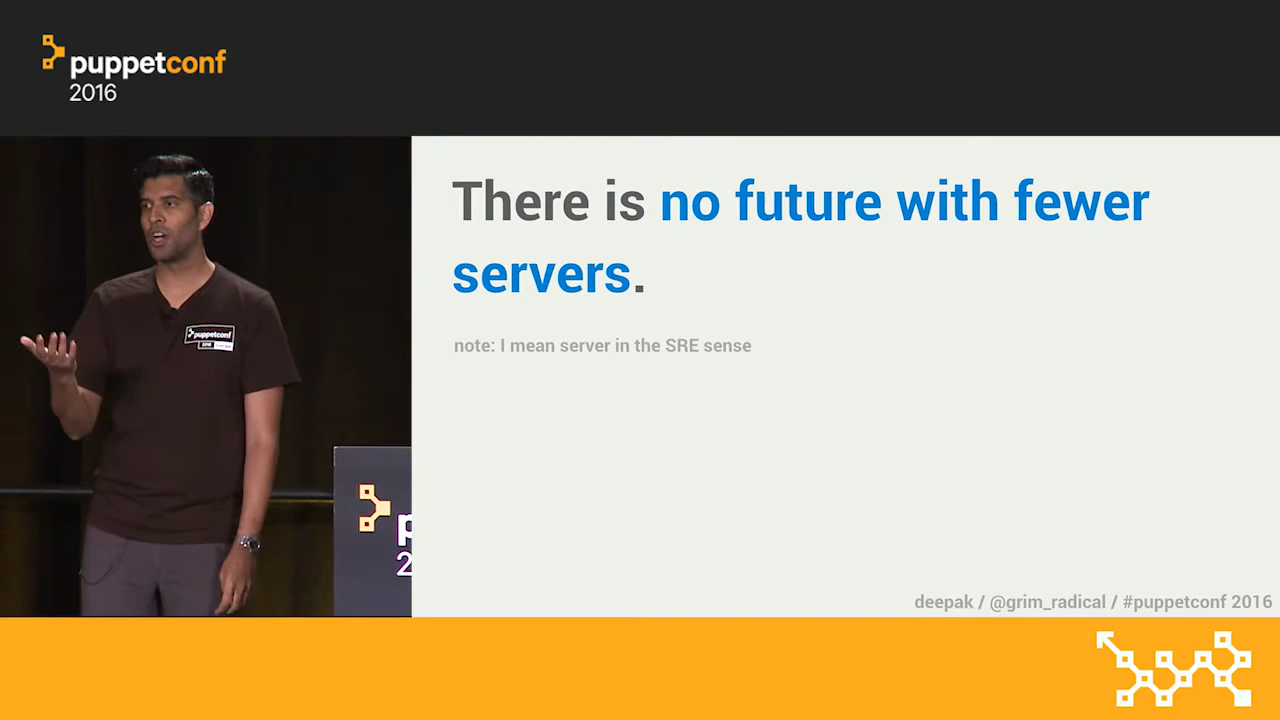 puppetconf
2016
There is no future with fewer
servers.
note: I mean server in the SRE sense
puppetconf
deepak / @grim_radical / #puppetconf 2016